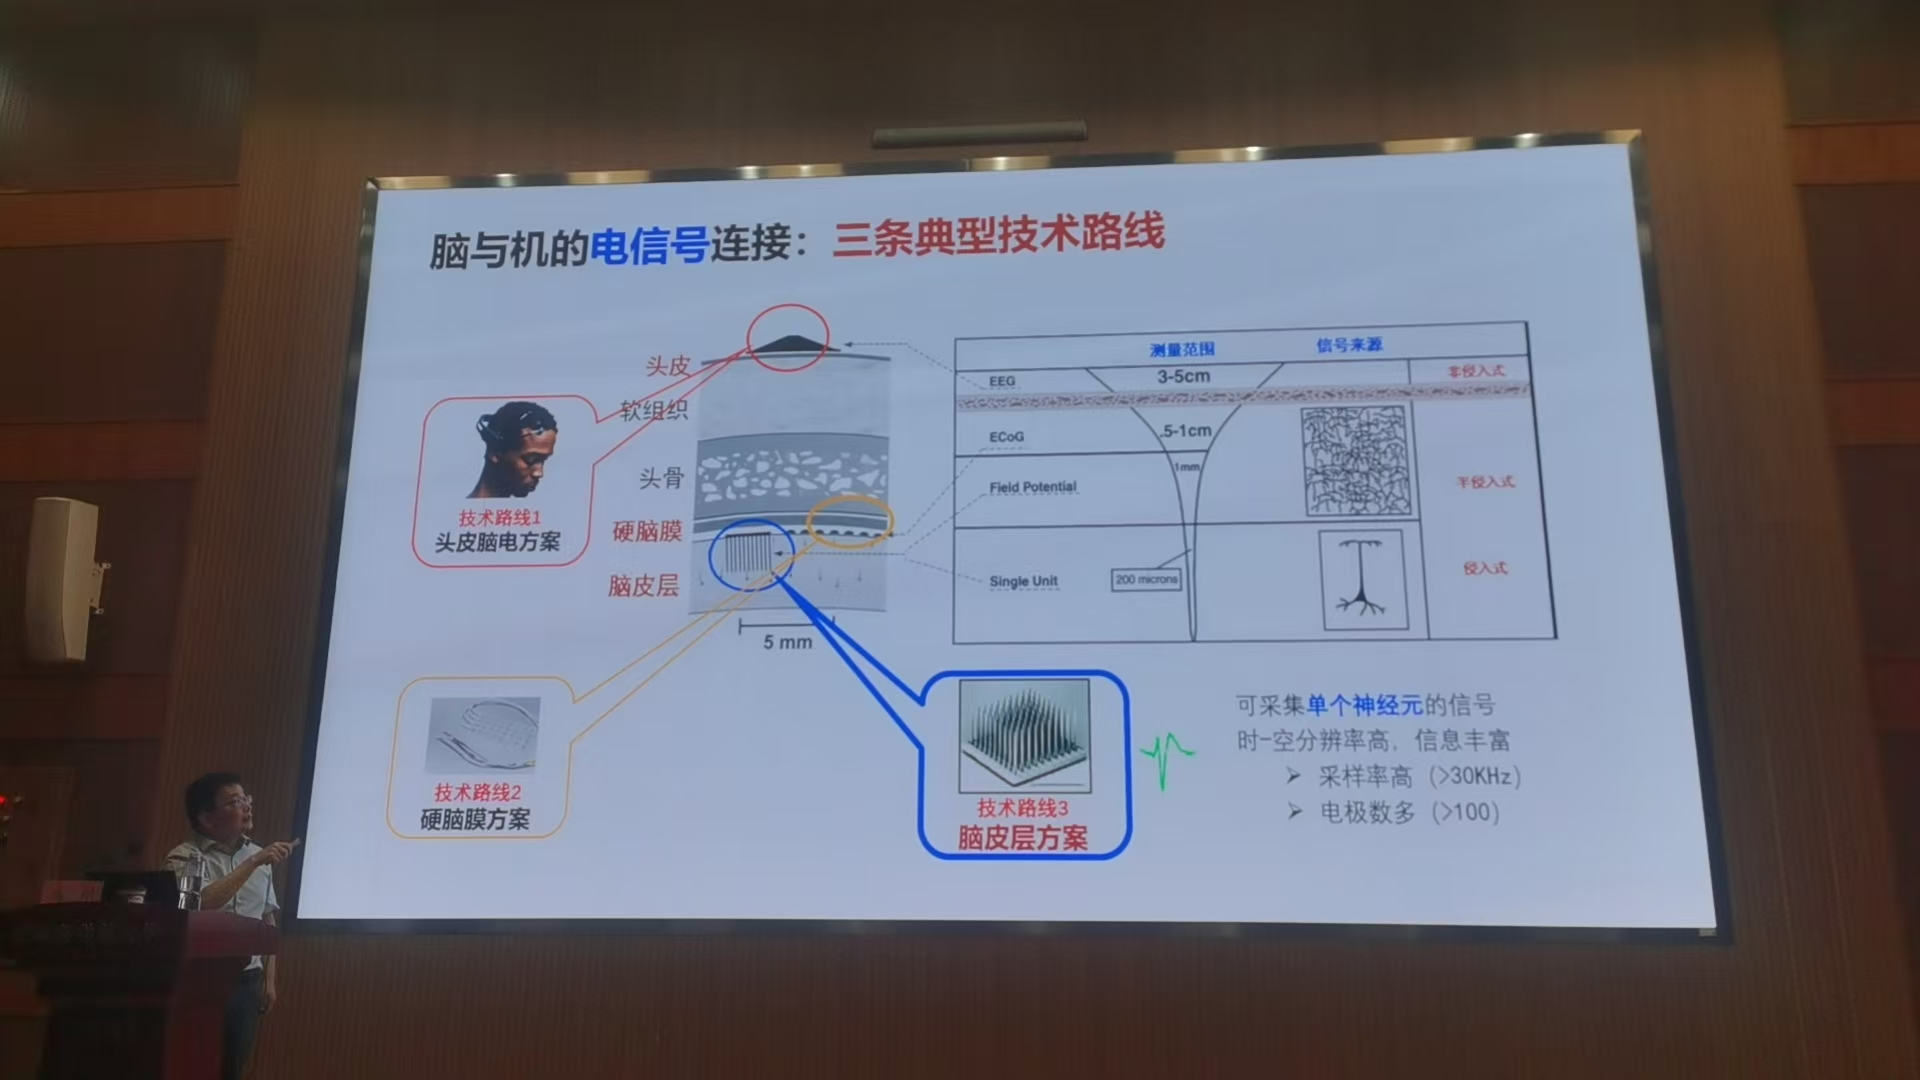 脑与机的电信号连接：三条典型技术路线
头皮
软组织
头骨
硬脑膜
脑皮层
5 mm
技术路线1
头皮脑电方案
技术路线2
硬脑膜方案
技术路线3
脑皮层方案
测量范围
信号来源
EEG
3-5cm
非侵入式
ECoG
.5-1cm
1mm
Field Potential
半侵入式
Single Unit
200 microns
侵入式
可采集单个神经元的信号
时-空分辨率高，信息丰富
➢ 采样率高（>30KHz）
➢ 电极数多（>100）